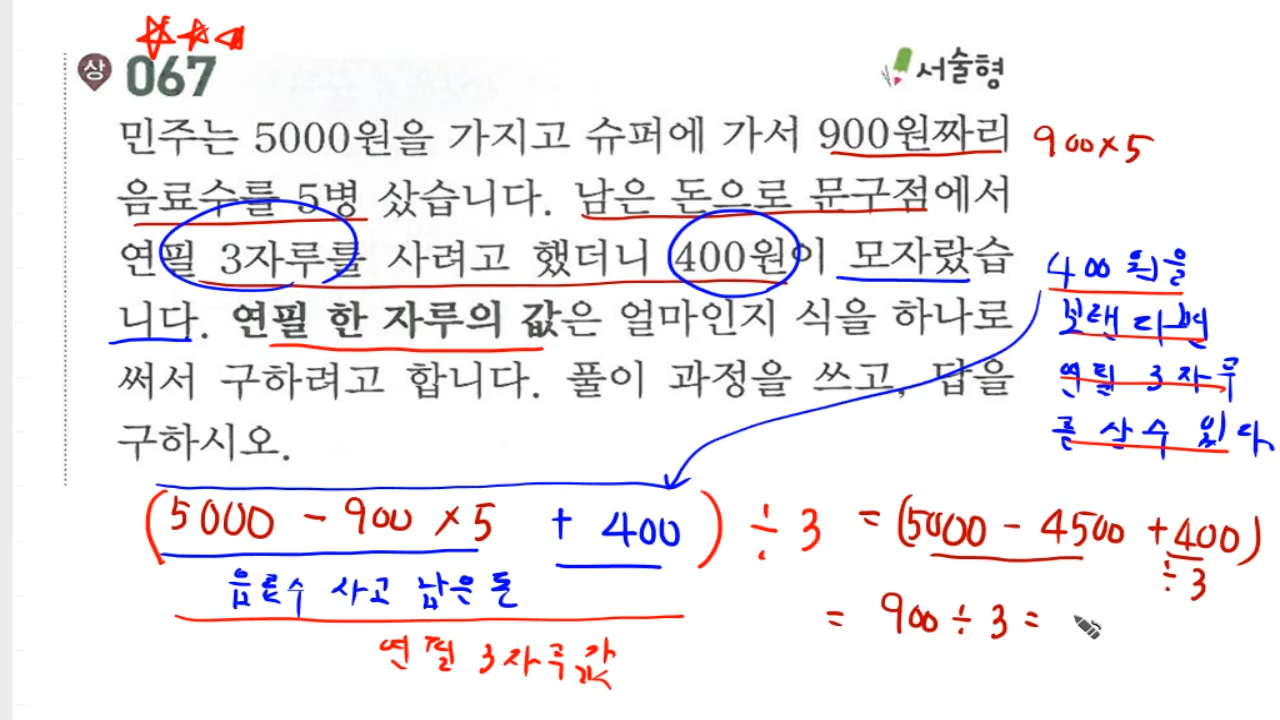 상 067 서술형
민주는 5000원을 가지고 슈퍼에 가서 900원짜리 900×5
음료수를 5병 샀습니다. 남은 돈으로 문구점에서
연필 3자루를 사려고 했더니 400원이 모자랐습
니다. 연필 한 자루의 값은 얼마인지 식을 하나로
써서 구하려고 합니다. 풀이 과정을 쓰고, 답을
구하시오.
400원을
보탠다면
연필 3자루
를 살수 있다
(5000 - 900 × 5 + 400) ÷ 3 = (5000 - 4500 + 400)
÷3
음료수 사고 남은 돈
= 900 ÷ 3 =
연필 3자루 값